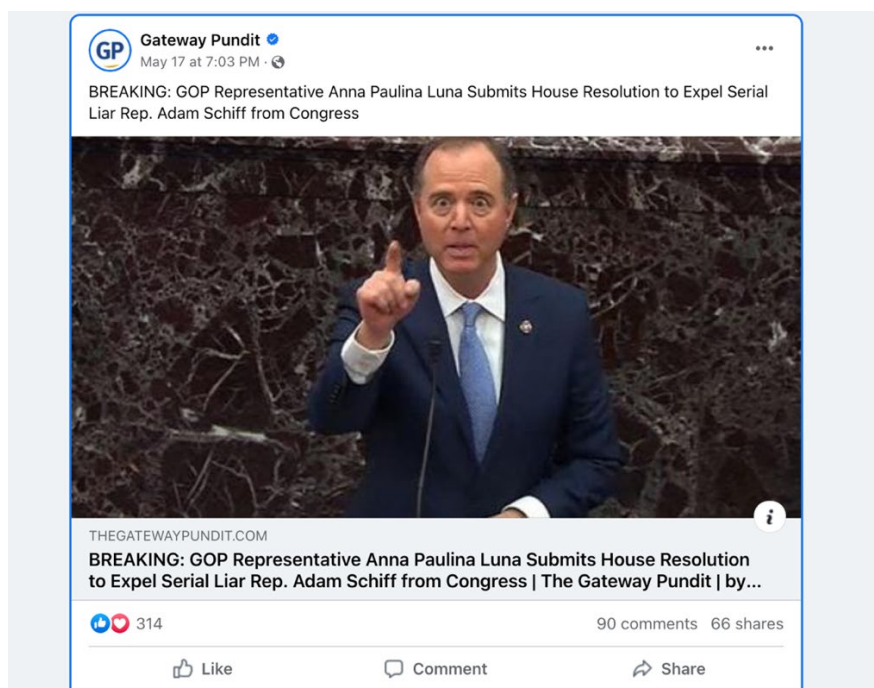 GP
Gateway Pundit
May 17 at 7:03 PM ·
BREAKING: GOP Representative Anna Paulina Luna Submits House Resolution to Expel Serial
Liar Rep. Adam Schiff from Congress
i
THEGATEWAYPUNDIT.COM
BREAKING: GOP Representative Anna Paulina Luna Submits House Resolution
to Expel Serial Liar Rep. Adam Schiff from Congress | The Gateway Pundit | by...
314 90 comments 66 shares
Like Comment Share